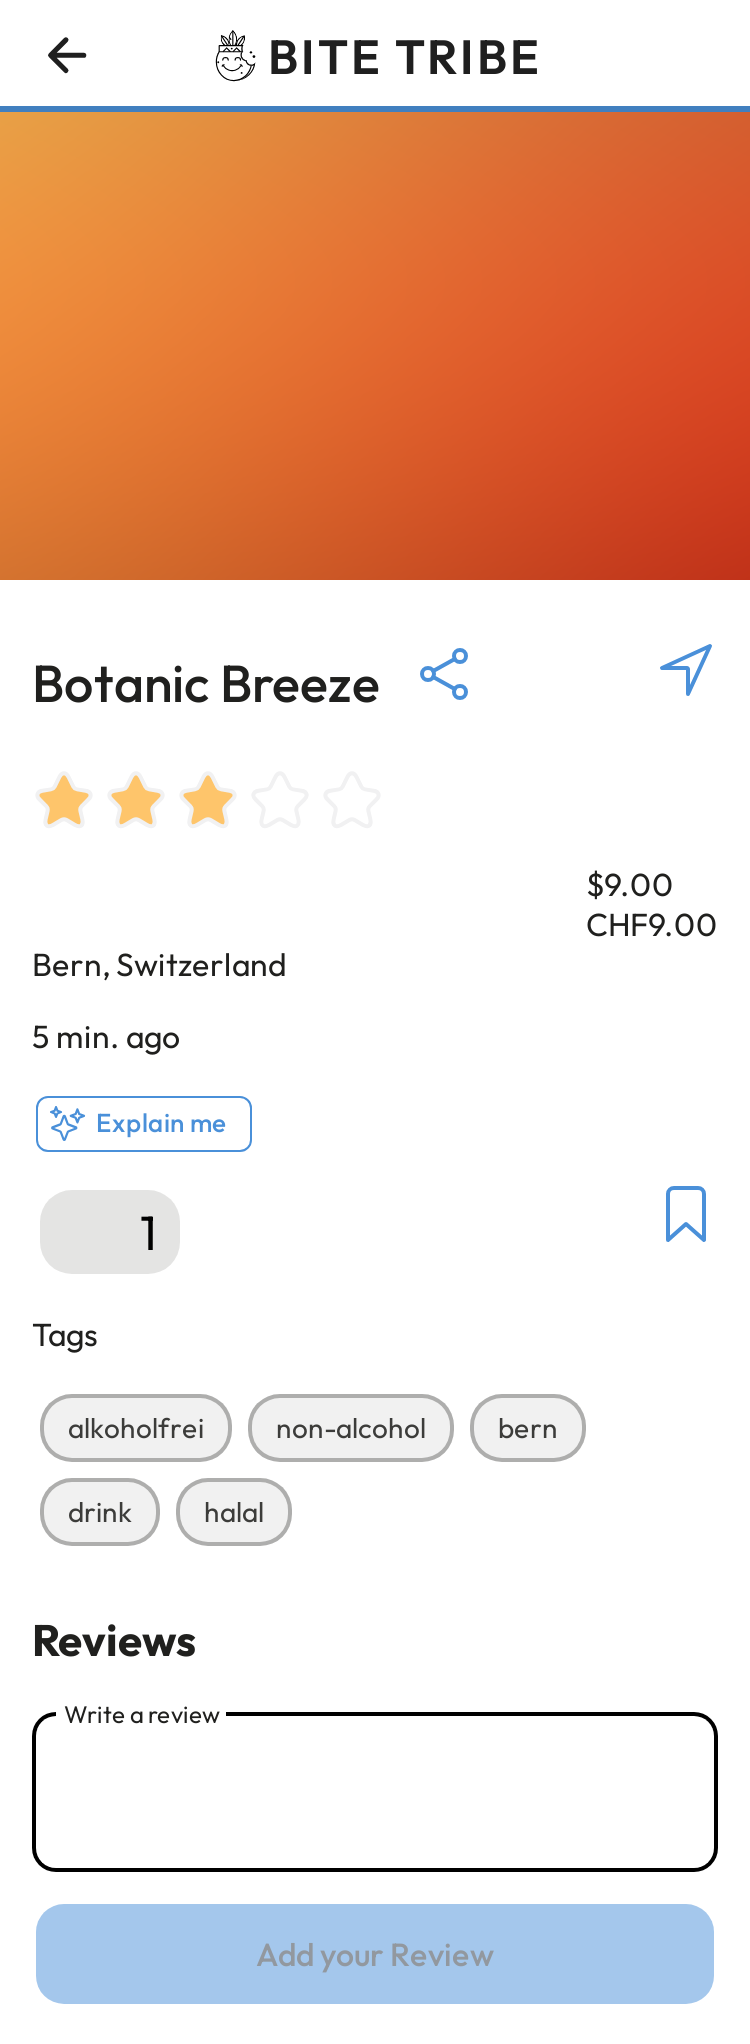 BITE TRIBE
Botanic Breeze
$9.00
CHF9.00
Bern, Switzerland
5 min. ago
Explain me
1
Tags
alkoholfrei
non-alcohol
bern
drink
halal
Reviews
Write a review
Add your Review